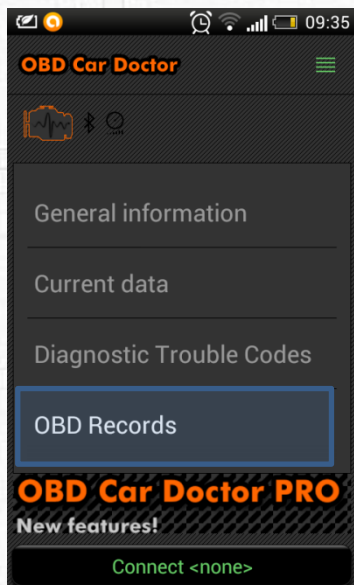 09:35
OBD Car Doctor
General information
Current data
Diagnostic Trouble Codes
OBD Records
OBD Car Doctor PRO
New features!
Connect <none>